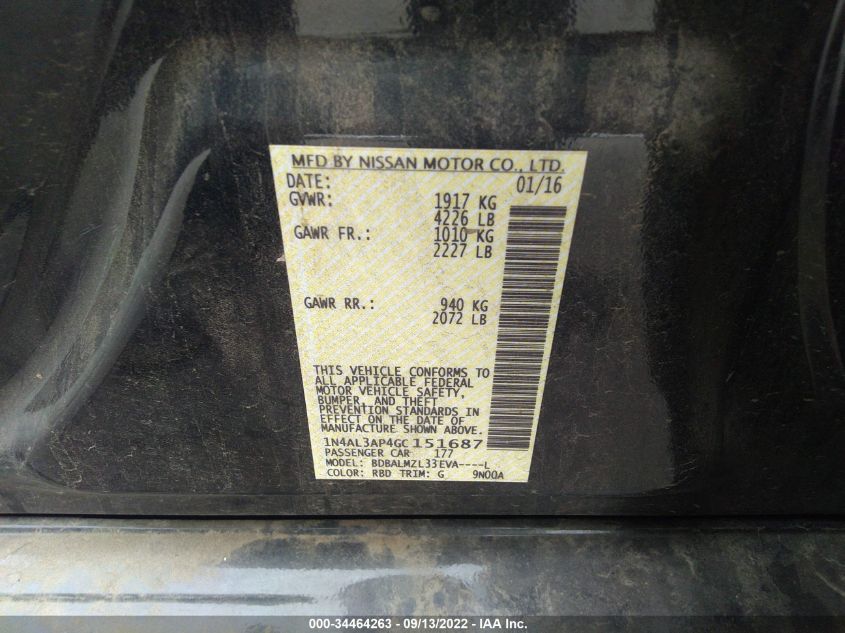 MFD BY NISSAN MOTOR CO., LTD.
DATE: 01/16
GVWR: 1917 KG
4226 LB
GAWR FR.: 1010 KG
2227 LB
GAWR RR.: 940 KG
2072 LB
THIS VEHICLE CONFORMS TO
ALL APPLICABLE FEDERAL
MOTOR VEHICLE SAFETY,
BUMPER, AND THEFT
PREVENTION STANDARDS IN
EFFECT ON THE DATE OF
MANUFACTURE SHOWN ABOVE.
1N4AL3AP4GC151687
PASSENGER CAR 177
MODEL: BDBALMZL33EVA----L
COLOR: RBD TRIM: G 9N00A
000-34464263 - 09/13/2022 - IAA Inc.